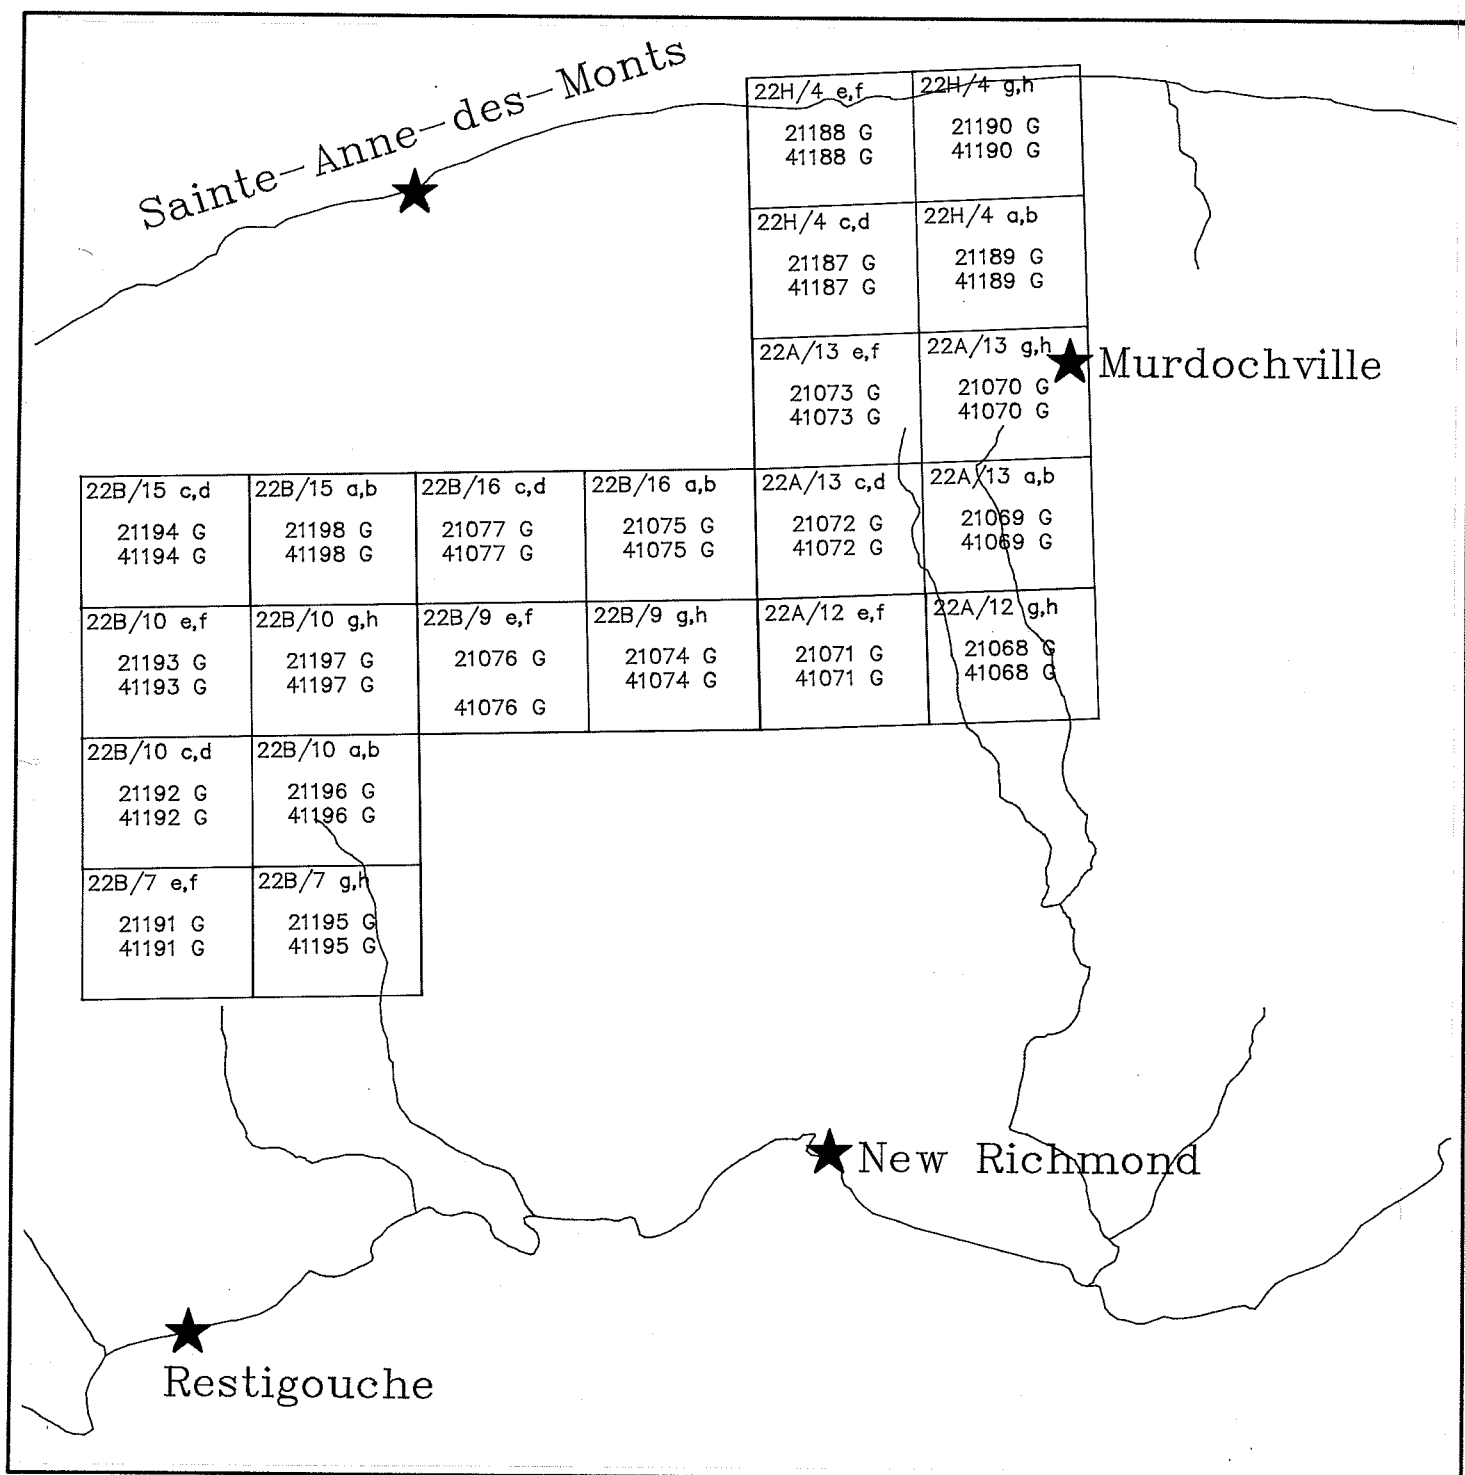 Sainte-Anne-des-Monts
22H/4 e,f
21188 G
41188 G
22H/4 g,h
21190 G
41190 G
22H/4 c,d
21187 G
41187 G
22H/4 a,b
21189 G
41189 G
22A/13 e,f
21073 G
41073 G
22A/13 g,h
21070 G
41070 G
Murdochville
22B/15 c,d
21194 G
41194 G
22B/15 a,b
21198 G
41198 G
22B/16 c,d
21077 G
41077 G
22B/16 a,b
21075 G
41075 G
22A/13 c,d
21072 G
41072 G
22A/13 a,b
21069 G
41069 G
22B/10 e,f
21193 G
41193 G
22B/10 g,h
21197 G
41197 G
22B/9 e,f
21076 G
41076 G
22B/9 g,h
21074 G
41074 G
22A/12 e,f
21071 G
41071 G
22A/12 g,h
21068 G
41068 G
22B/10 c,d
21192 G
41192 G
22B/10 a,b
21196 G
41196 G
22B/7 e,f
21191 G
41191 G
22B/7 g,h
21195 G
41195 G
New Richmond
Restigouche